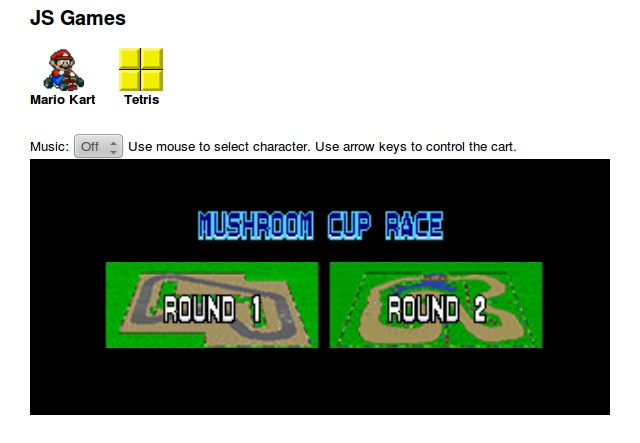 JS Games
Mario Kart Tetris
Music: Off Use mouse to select character. Use arrow keys to control the cart.
MUSHROOM CUP RACE
ROUND 1 ROUND 2